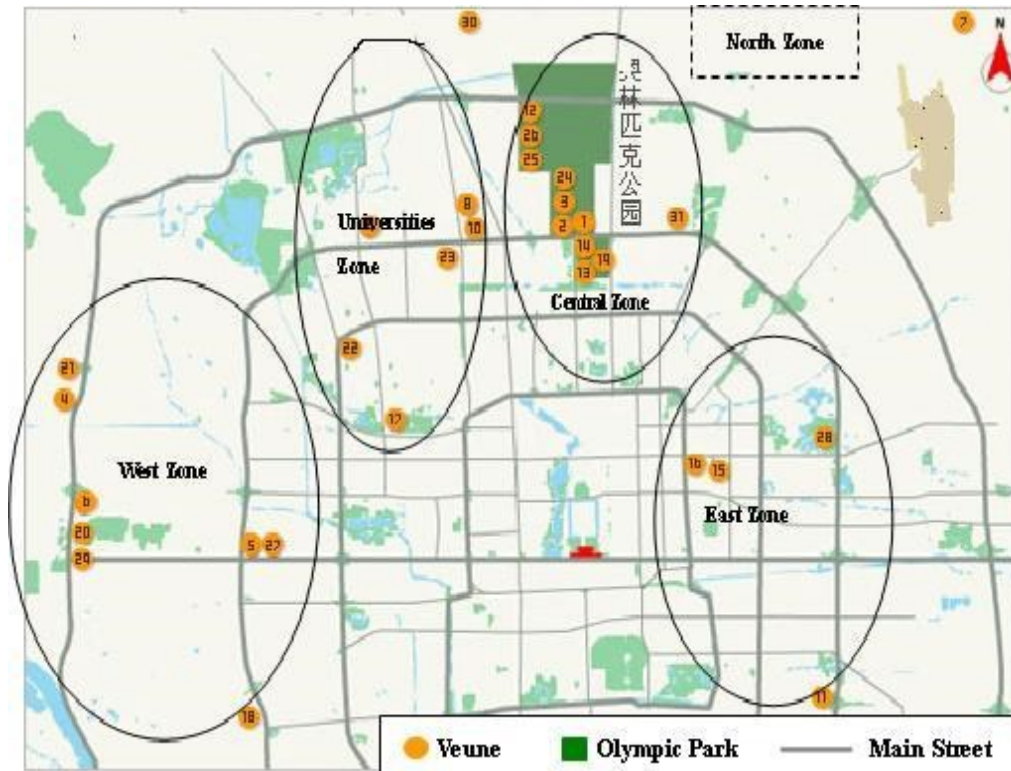 30
7
N
North Zone
林
匹
克
公
园
12
26
25
24
3
2
1
31
14
19
13
Central Zone
8
10
23
Universities
Zone
22
17
21
4
West Zone
6
20
29
5
27
18
28
16
15
East Zone
11
Veune
Olympic Park
Main Street